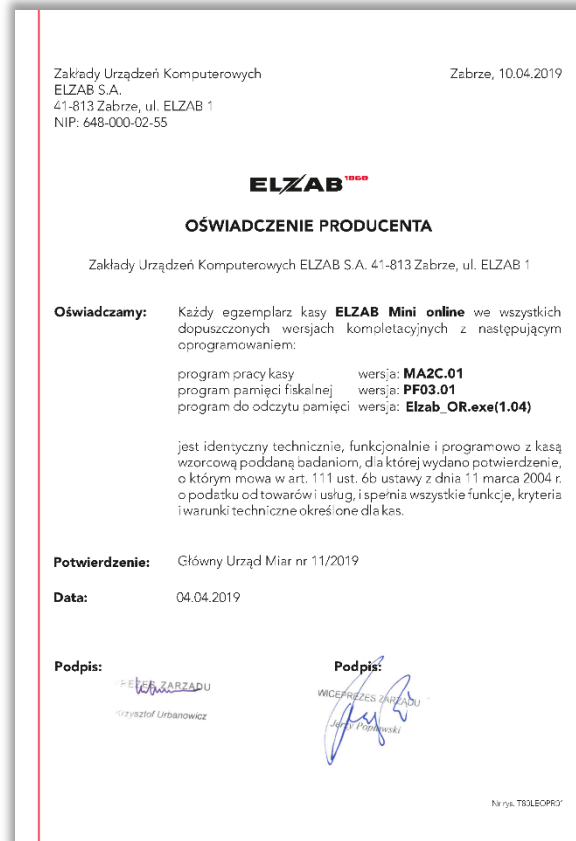 Zakłady Urządzeń Komputerowych
ELZAB S.A.
41-813 Zabrze, ul. ELZAB 1
NIP: 648-000-02-55
Zabrze, 10.04.2019
ELZAB 1969
OŚWIADCZENIE PRODUCENTA
Zakłady Urządzeń Komputerowych ELZAB S.A. 41-813 Zabrze, ul. ELZAB 1
Oświadczamy: Każdy egzemplarz kasy ELZAB Mini online we wszystkich
dopuszczonych wersjach kompletacyjnych z następującym
oprogramowaniem:
program pracy kasy wersja: MA2C.01
program pamięci fiskalnej wersja: PF03.01
program do odczytu pamięci wersja: Elzab_OR.exe(1.04)
jest identyczny technicznie, funkcjonalnie i programowo z kasą
wzorcową poddaną badaniom, dla której wydano potwierdzenie,
o którym mowa w art. 111 ust. 6b ustawy z dnia 11 marca 2004 r.
o podatku od towarów i usług, i spełnia wszystkie funkcje, kryteria
i warunki techniczne określone dla kas.
Potwierdzenie: Główny Urząd Miar nr 11/2019
Data: 04.04.2019
Podpis: Podpis:
PREZES ZARZĄDU
Krzysztof Urbanowicz
WICEPREZES ZARZĄDU
Jerzy Popławski
Nr rys. T80LEOPR01